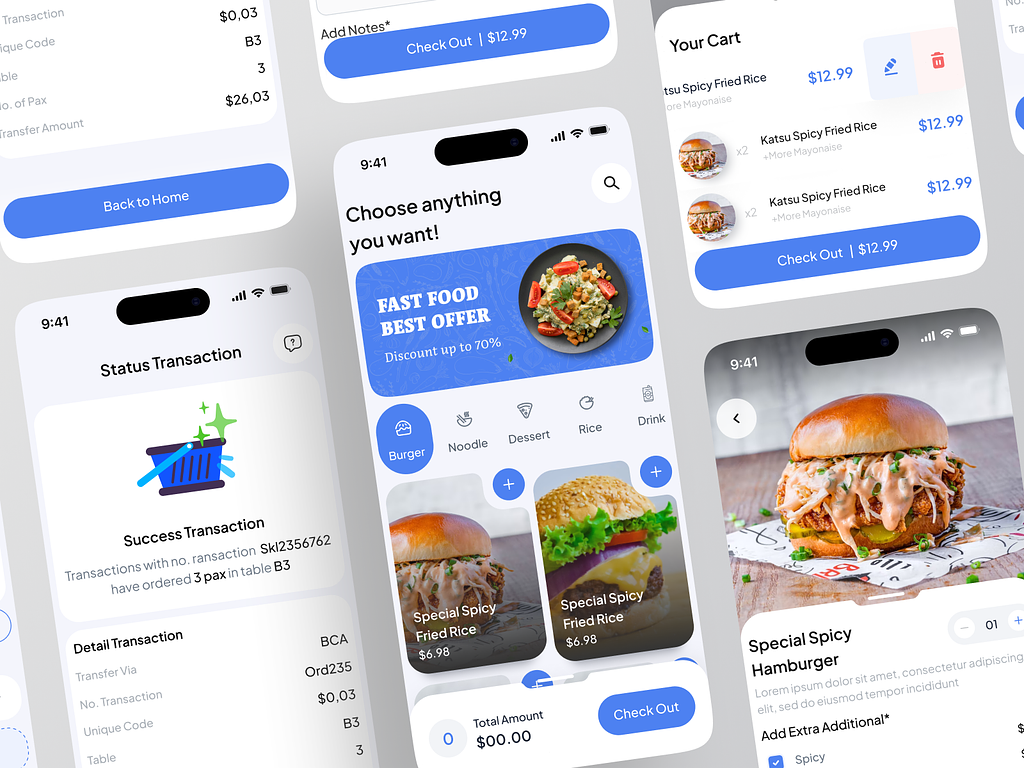 Transaction
$0,03
B3
3
No. of Pax
$26,03
Transfer Amount
Back to Home
9:41
Status Transaction
Success Transaction
Transactions with no. ransaction Skl2356762
have ordered 3 pax in table B3
Detail Transaction
Transfer Via
BCA
No. Transaction
Ord235
Unique Code
$0,03
Table
B3
3
Add Notes*
Check Out | $12.99
9:41
Choose anything
you want!
FAST FOOD
BEST OFFER
Discount up to 70%
Burger
Noodle
Dessert
Rice
Drink
Special Spicy
Fried Rice
$6.98
Special Spicy
Fried Rice
$6.98
0
Total Amount
$00.00
Check Out
Your Cart
Spicy Fried Rice
$12.99
Mayonaise
x2
Katsu Spicy Fried Rice
+More Mayonaise
$12.99
x2
Katsu Spicy Fried Rice
+More Mayonaise
$12.99
Check Out | $12.99
9:41
Special Spicy
Hamburger
01
Lorem ipsum dolor sit amet, consectetur adipiscing
elit, sed do eiusmod tempor incididunt
Add Extra Additional*
Spicy